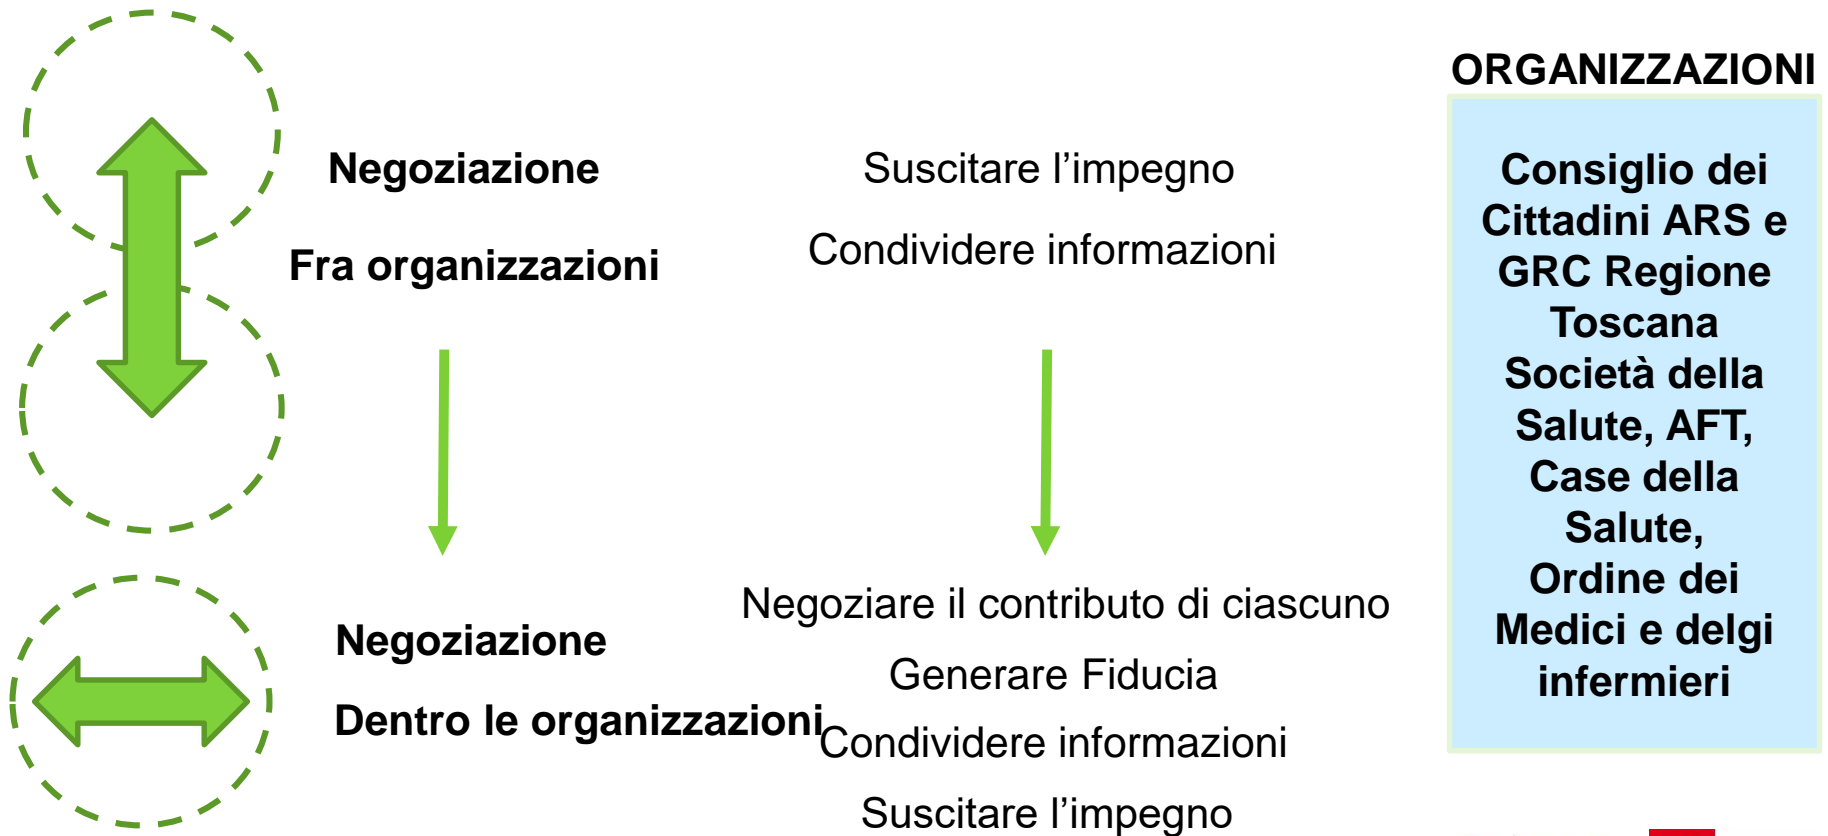 Negoziazione
Fra organizzazioni
Suscitare l’impegno
Condividere informazioni
Negoziazione
Dentro le organizzazioni
Negoziare il contributo di ciascuno
Generare Fiducia
Condividere informazioni
Suscitare l’impegno
ORGANIZZAZIONI
Consiglio dei
Cittadini ARS e
GRC Regione
Toscana
Società della
Salute, AFT,
Case della
Salute,
Ordine dei
Medici e delgi
infermieri